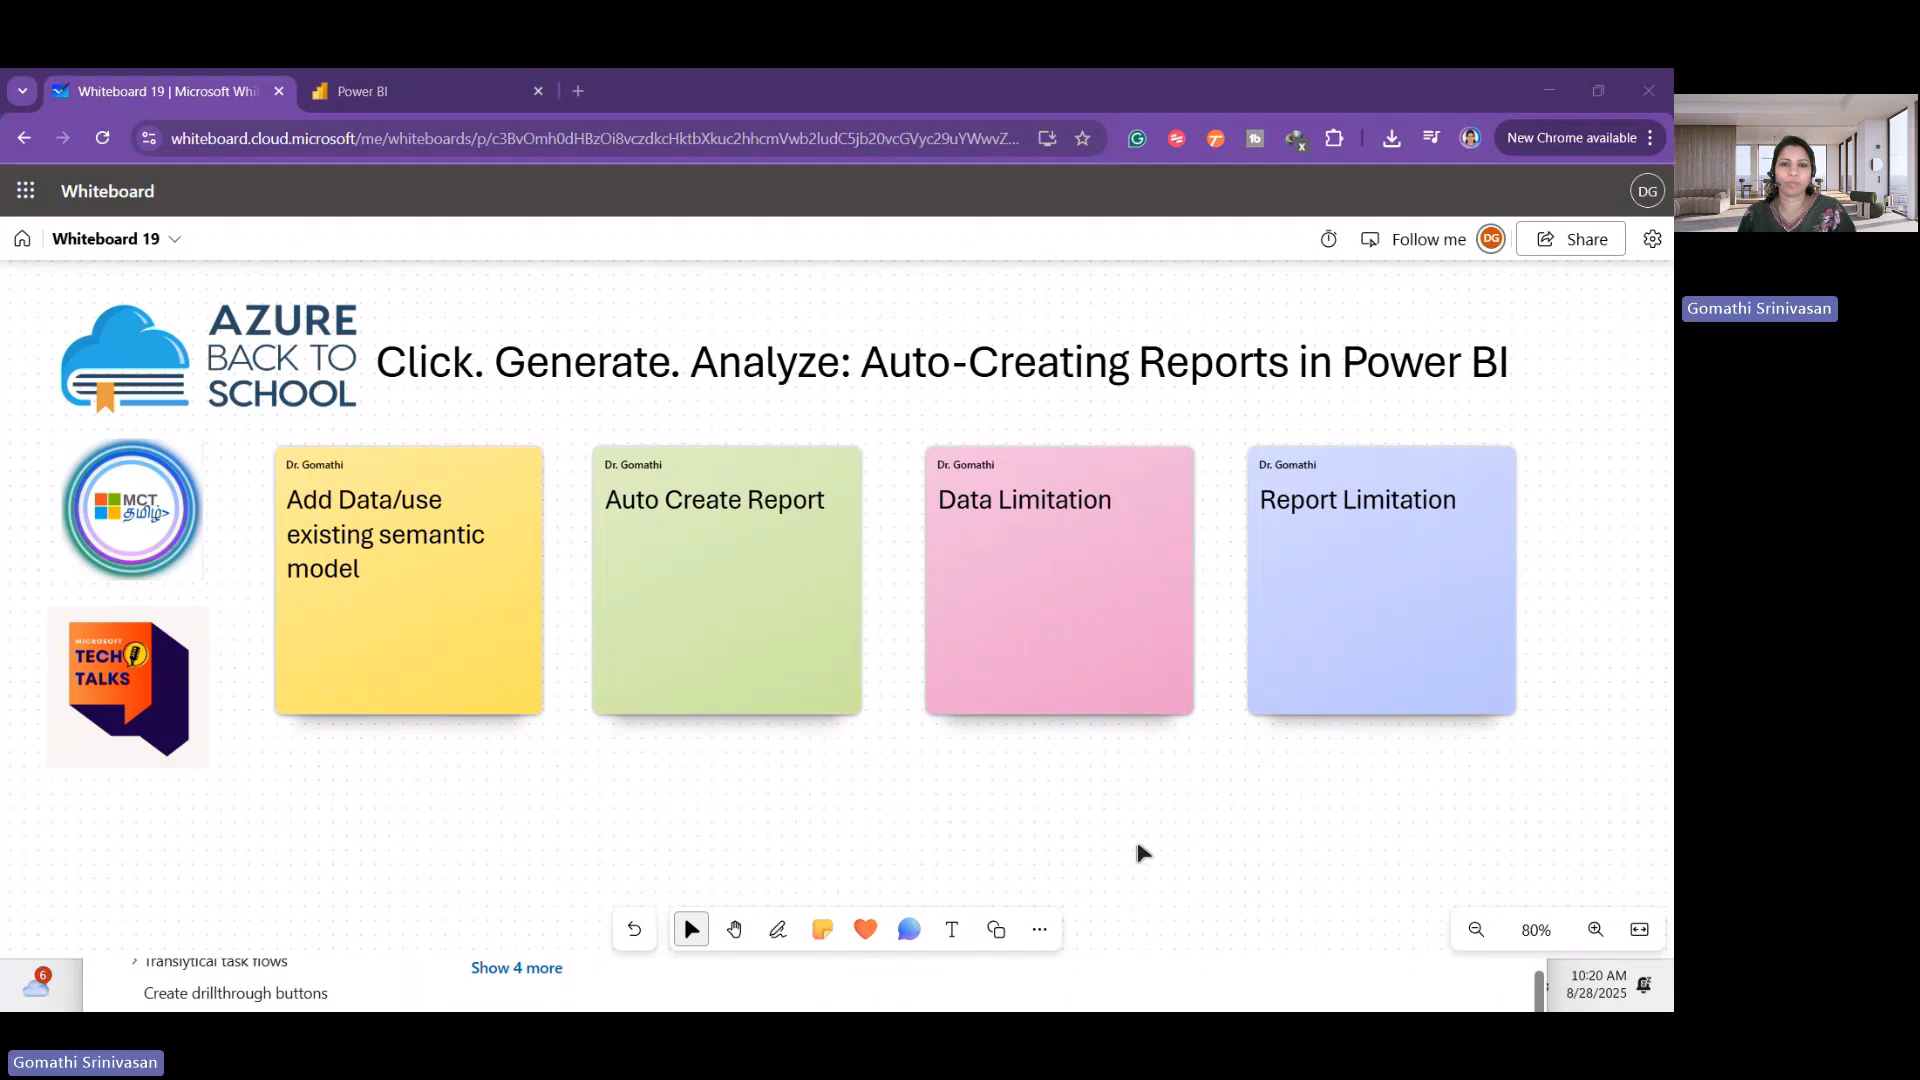 Whiteboard 19 | Microsoft Whi
Power BI
whiteboard.cloud.microsoft/me/whiteboards/p/c3BvOmh0dHBzOi8vczdkcHktbXkuc2hhcmVwb2ludC5jb20vcGVyc29uYWwvZ...
New Chrome available
Whiteboard
DG
Whiteboard 19
Follow me
DG
Share
AZURE
BACK TO
SCHOOL
Click. Generate. Analyze: Auto-Creating Reports in Power BI
MCT
தமிழ்>
MICROSOFT
TECH
TALKS
Dr. Gomathi
Add Data/use
existing semantic
model
Dr. Gomathi
Auto Create Report
Dr. Gomathi
Data Limitation
Dr. Gomathi
Report Limitation
80%
6
Translytical task flows
Create drillthrough buttons
Show 4 more
10:20 AM
8/28/2025
Gomathi Srinivasan
Gomathi Srinivasan